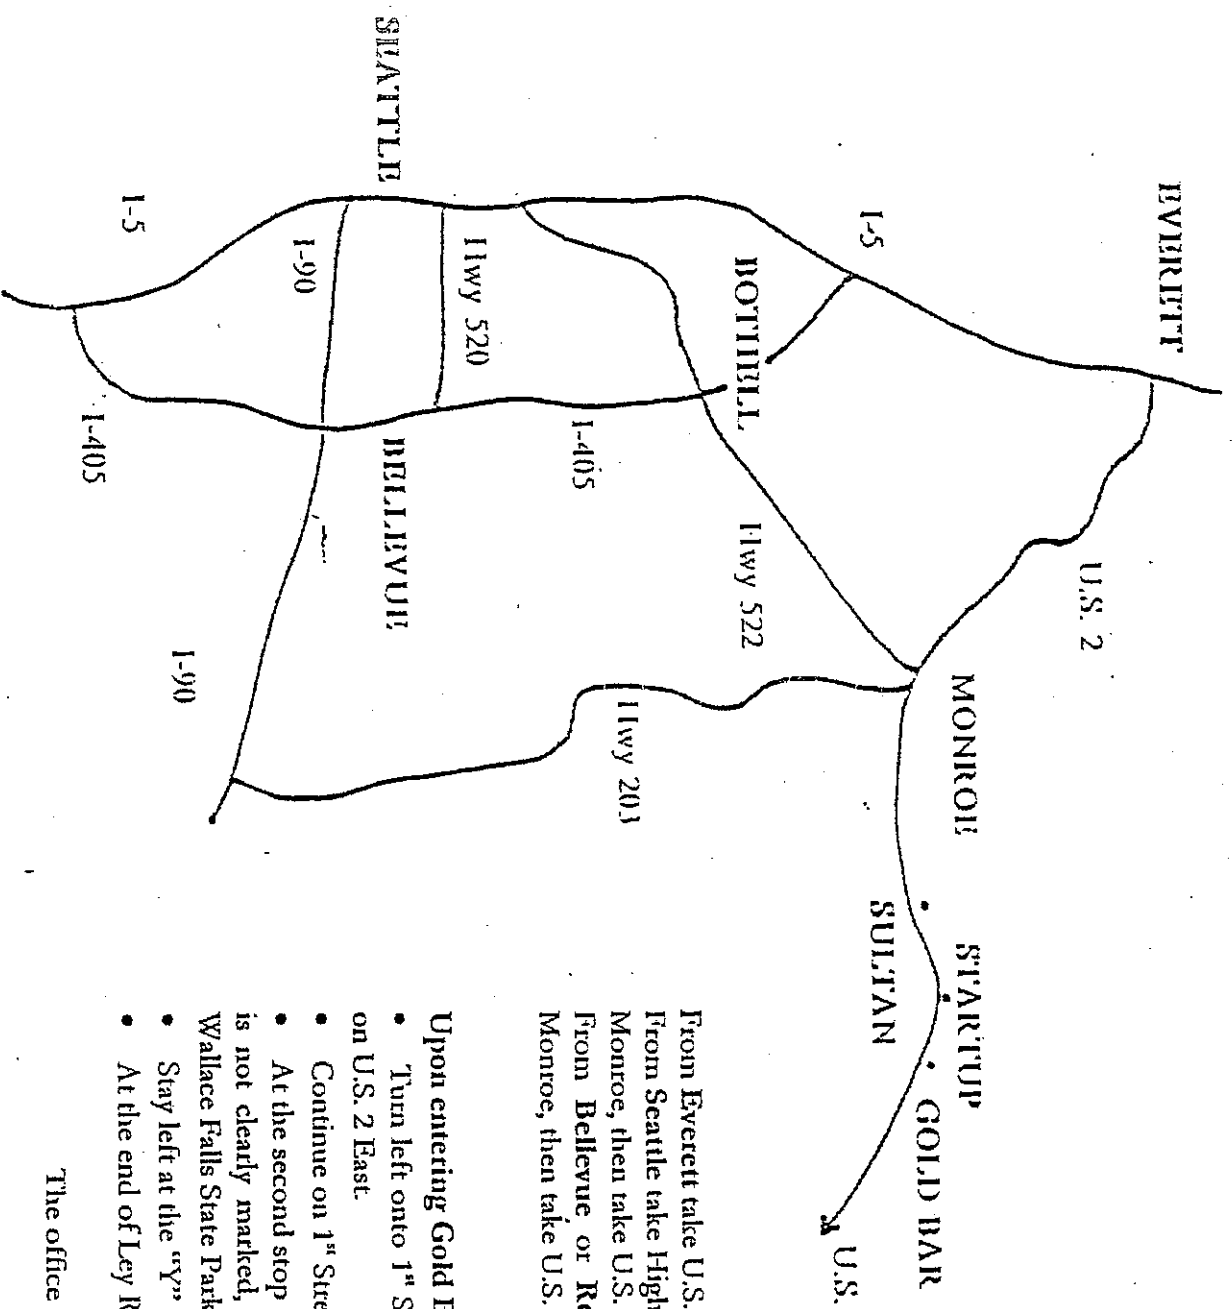 EVERETT
I-5
U.S. 2
MONROE
STARTUP
GOLD BAR
SULTAN
U.S.
BOTHELL
Hwy 522
SEATTLE
Hwy 520
I-405
Hwy 203
BELLEVUE
I-90
I-90
I-5
I-405
From Everett take U.S.
From Seattle take
Monroe, then take U.S.
From Bellevue or
Monroe, then take U.S.
Upon entering Gold
• Turn left onto 1st
on U.S. 2 East.
• Continue on 1st
• At the second stop
is not clearly marked,
Wallace Falls State Park
• Stay left at the "Y"
• At the end of Ley
The office